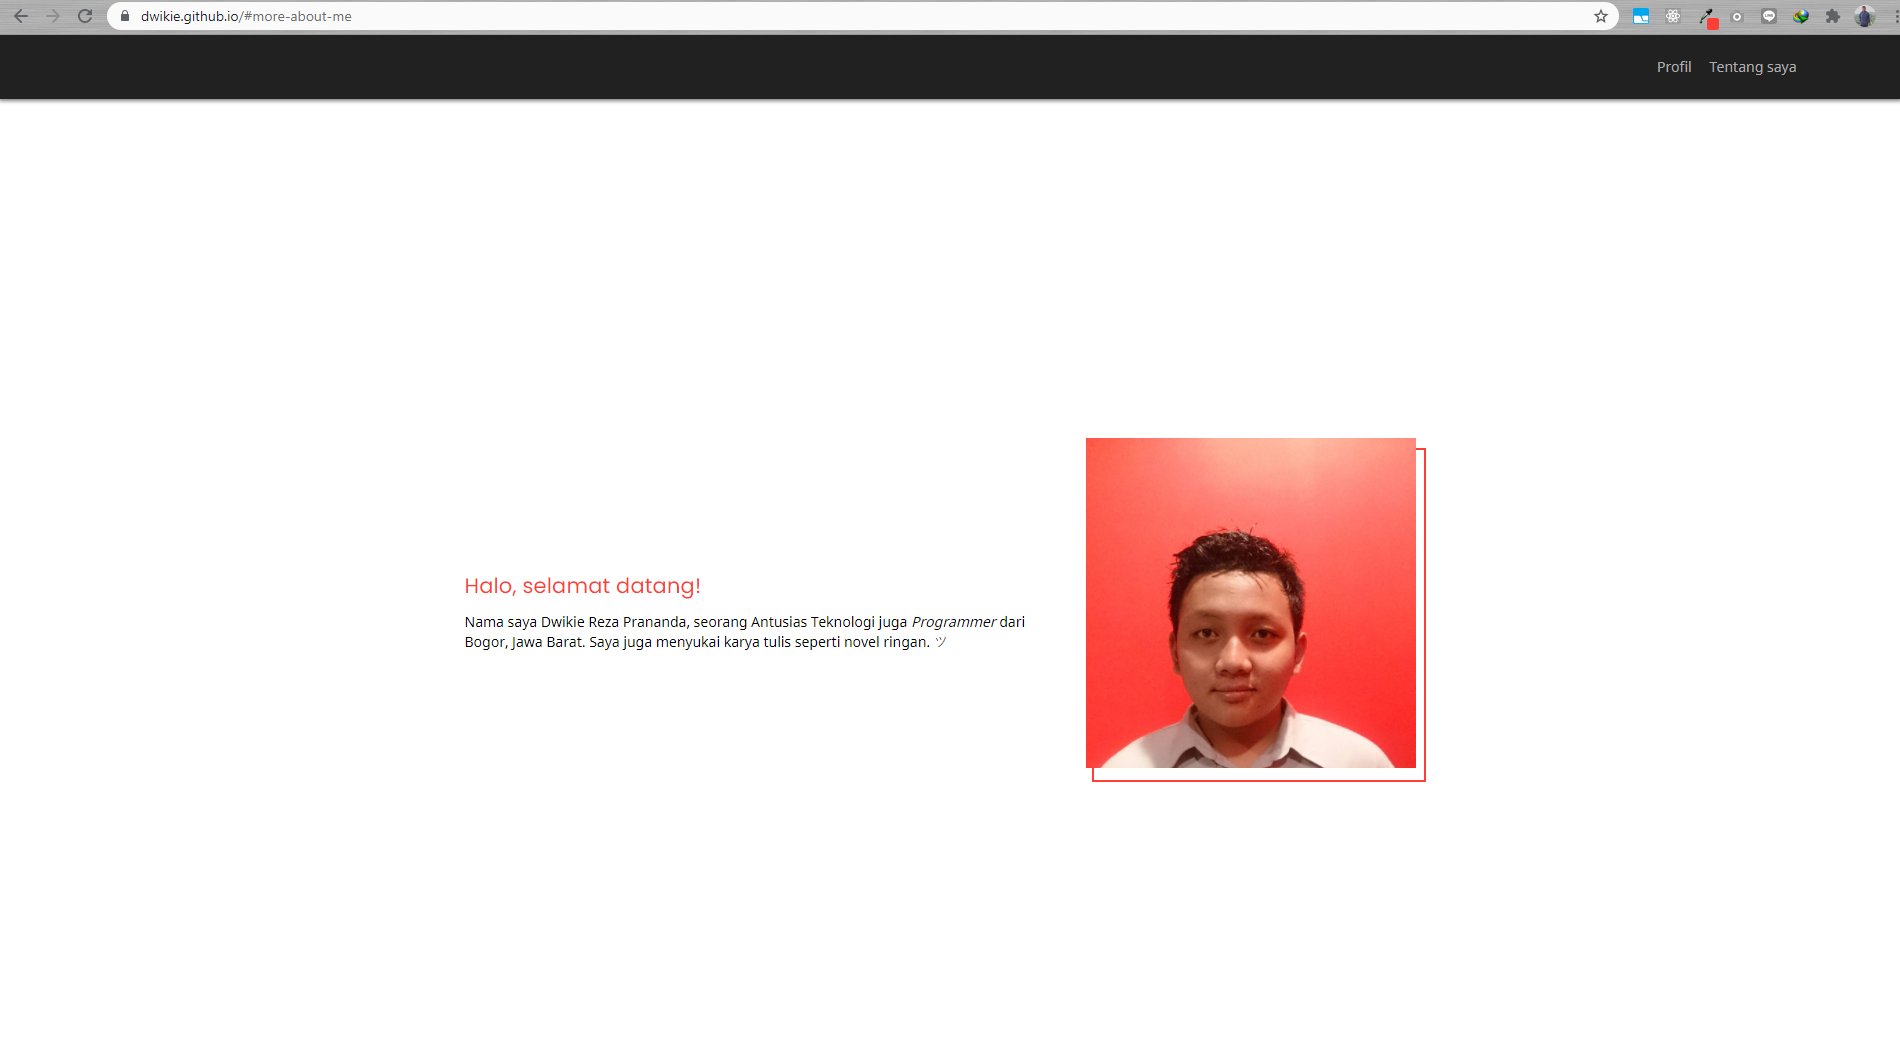 dwikie.github.io/#more-about-me
Profil Tentang saya
Halo, selamat datang!
Nama saya Dwikie Reza Prananda, seorang Antusias Teknologi juga Programmer dari
Bogor, Jawa Barat. Saya juga menyukai karya tulis seperti novel ringan. ツ